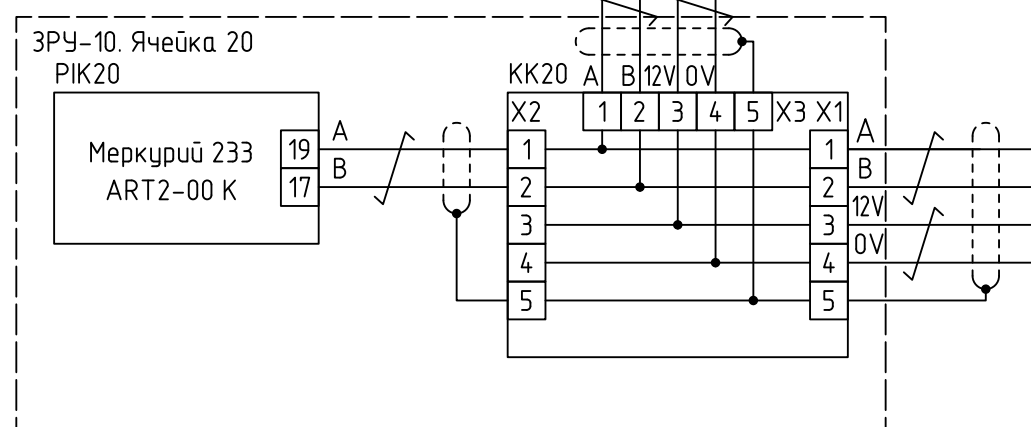 ЗРУ-10. Ячейка 20
PIK20
Меркурий 233
ART2-00 К
19
17
A
B
KK20
A B 12V 0V
X2
1 2 3 4 5
X3
X1
1
2
3
4
5
1
2
3
4
5
A
B
12V
0V